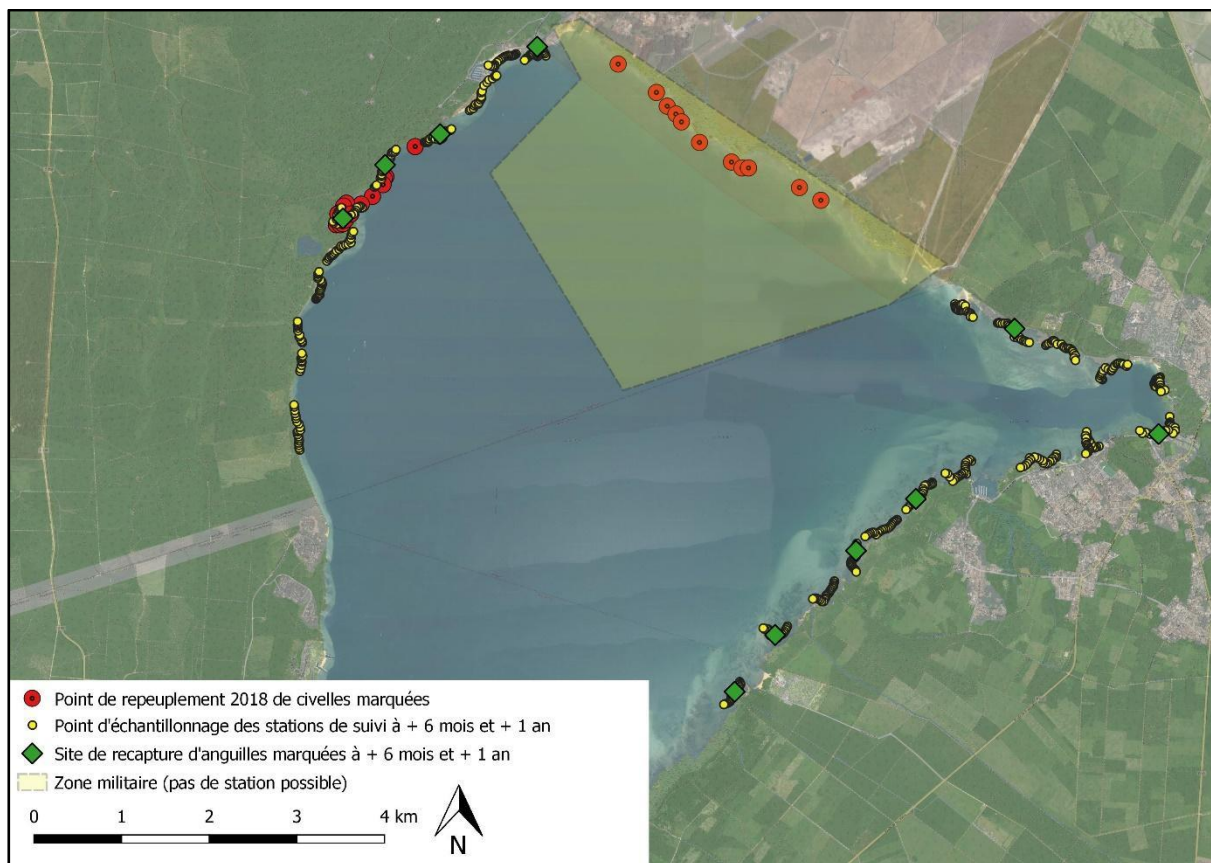 Point de repeuplement 2018 de civelles marquées
Point d'échantillonnage des stations de suivi à + 6 mois et + 1 an
Site de recapture d'anguilles marquées à + 6 mois et + 1 an
Zone militaire (pas de station possible)
0 1 2 3 4 km
N